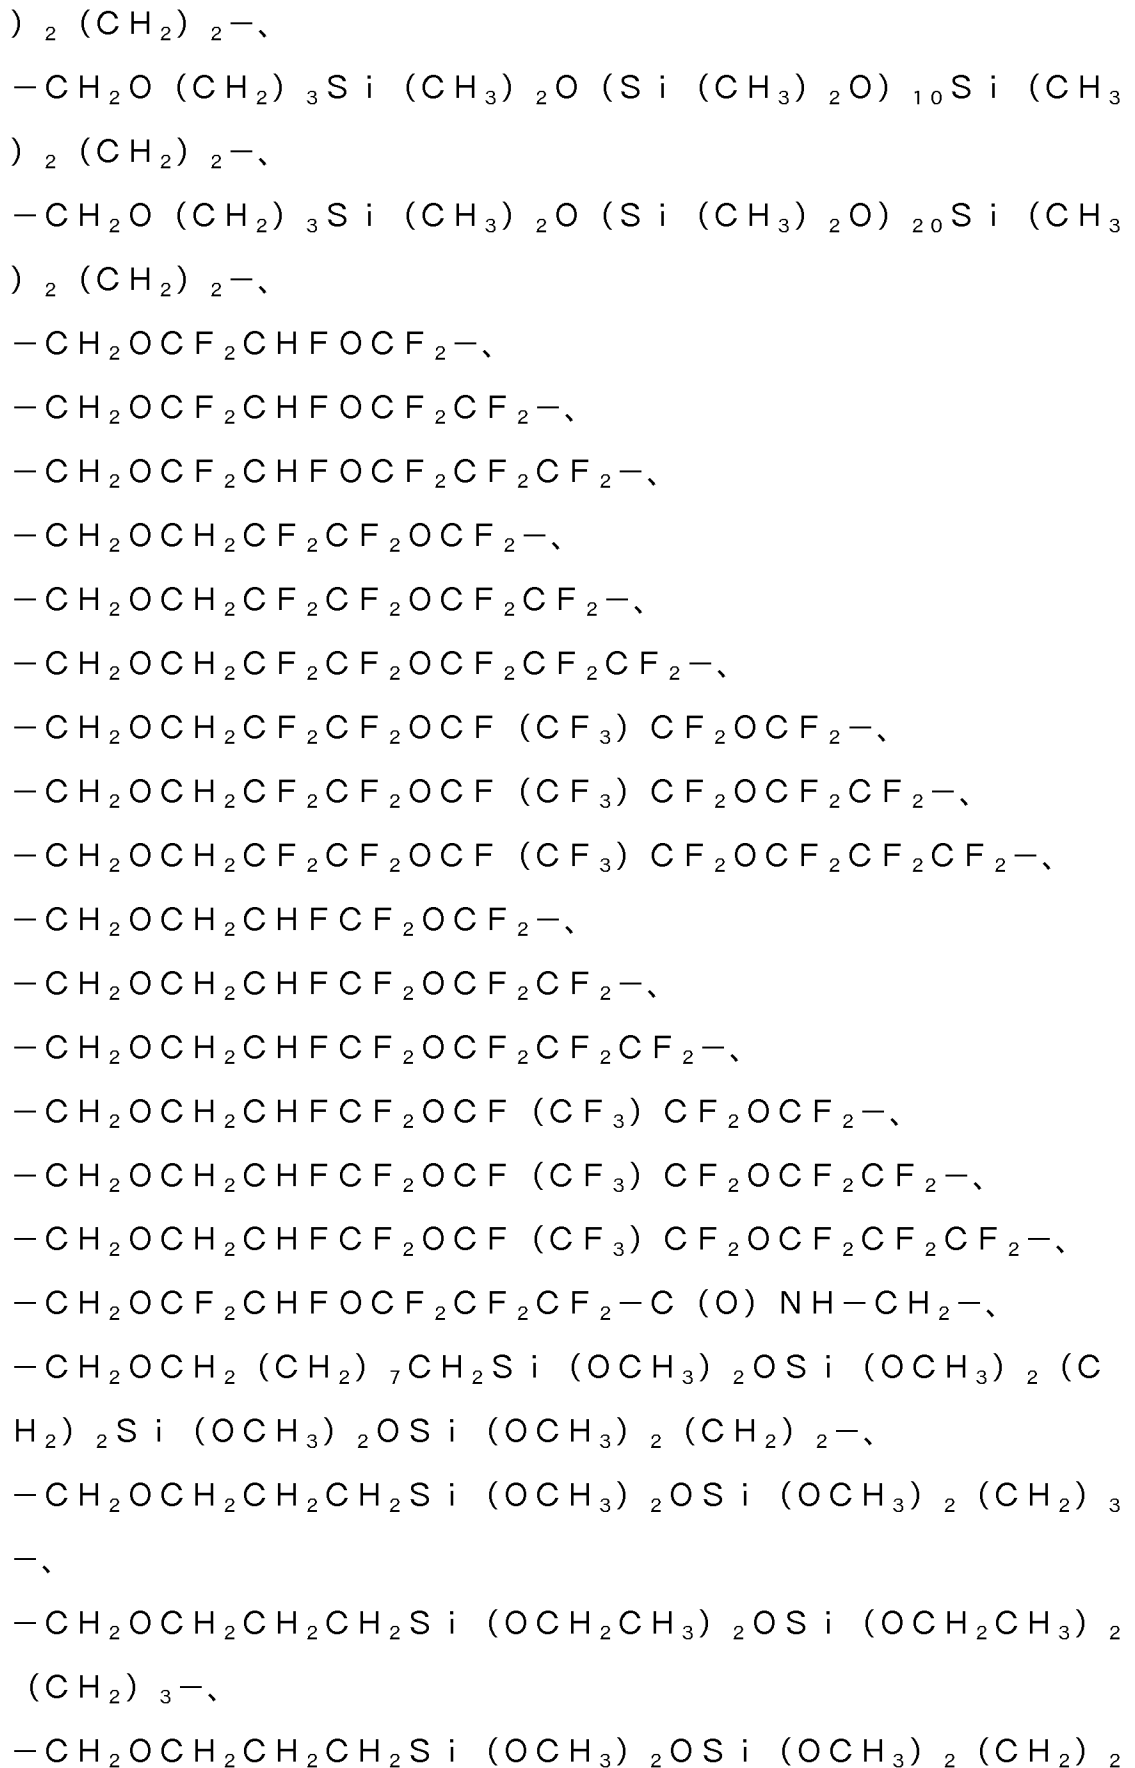 ）₂（CH₂）₂－、
－CH₂O（CH₂）₃Si（CH₃）₂O（Si（CH₃）₂O）₁₀Si（CH₃
）₂（CH₂）₂－、
－CH₂O（CH₂）₃Si（CH₃）₂O（Si（CH₃）₂O）₂₀Si（CH₃
）₂（CH₂）₂－、
－CH₂OCF₂CHFOCF₂－、
－CH₂OCF₂CHFOCF₂CF₂－、
－CH₂OCF₂CHFOCF₂CF₂CF₂－、
－CH₂OCH₂CF₂CF₂OCF₂－、
－CH₂OCH₂CF₂CF₂OCF₂CF₂－、
－CH₂OCH₂CF₂CF₂OCF₂CF₂CF₂－、
－CH₂OCH₂CF₂CF₂OCF（CF₃）CF₂OCF₂－、
－CH₂OCH₂CF₂CF₂OCF（CF₃）CF₂OCF₂CF₂－、
－CH₂OCH₂CF₂CF₂OCF（CF₃）CF₂OCF₂CF₂CF₂－、
－CH₂OCH₂CHFCF₂OCF₂－、
－CH₂OCH₂CHFCF₂OCF₂CF₂－、
－CH₂OCH₂CHFCF₂OCF₂CF₂CF₂－、
－CH₂OCH₂CHFCF₂OCF（CF₃）CF₂OCF₂－、
－CH₂OCH₂CHFCF₂OCF（CF₃）CF₂OCF₂CF₂－、
－CH₂OCH₂CHFCF₂OCF（CF₃）CF₂OCF₂CF₂CF₂－、
－CH₂OCF₂CHFOCF₂CF₂CF₂－C（O）NH－CH₂－、
－CH₂OCH₂（CH₂）₇CH₂Si（OCH₃）₂OSi（OCH₃）₂（C
H₂）₂Si（OCH₃）₂OSi（OCH₃）₂（CH₂）₂－、
－CH₂OCH₂CH₂CH₂Si（OCH₃）₂OSi（OCH₃）₂（CH₂）₃
－、
－CH₂OCH₂CH₂CH₂Si（OCH₂CH₃）₂OSi（OCH₂CH₃）₂
（CH₂）₃－、
－CH₂OCH₂CH₂CH₂Si（OCH₃）₂OSi（OCH₃）₂（CH₂）₂